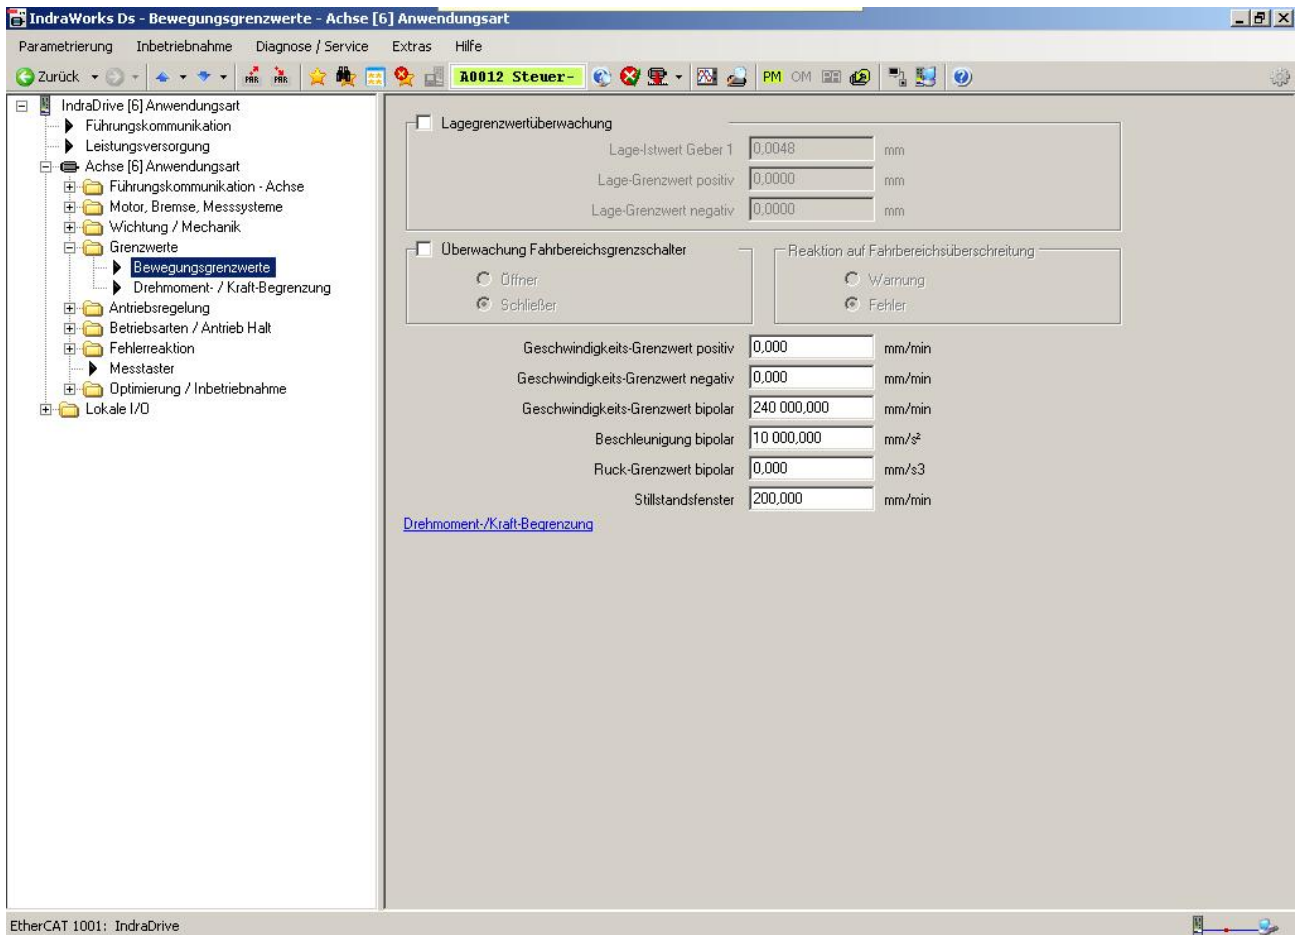 IndraWorks Ds - Bewegungsgrenzwerte - Achse [6] Anwendungsart
Parametrierung Inbetriebnahme Diagnose / Service Extras Hilfe
Zurück PAR PAR A0012 Steuer- PM OM
IndraDrive [6] Anwendungsart
Führungskommunikation
Leistungsversorgung
Achse [6] Anwendungsart
Führungskommunikation - Achse
Motor, Bremse, Messsysteme
Wichtung / Mechanik
Grenzwerte
Bewegungsgrenzwerte
Drehmoment- / Kraft-Begrenzung
Antriebsregelung
Betriebsarten / Antrieb Halt
Fehlerreaktion
Messtaster
Optimierung / Inbetriebnahme
Lokale I/O
Lagegrenzwertüberwachung
Lage-Istwert Geber 1 0,0048 mm
Lage-Grenzwert positiv 0,0000 mm
Lage-Grenzwert negativ 0,0000 mm
Überwachung Fahrbereichsgrenzschalter
Öffner
Schließer
Reaktion auf Fahrbereichsüberschreitung
Warnung
Fehler
Geschwindigkeits-Grenzwert positiv 0,000 mm/min
Geschwindigkeits-Grenzwert negativ 0,000 mm/min
Geschwindigkeits-Grenzwert bipolar 240 000,000 mm/min
Beschleunigung bipolar 10 000,000 mm/s²
Ruck-Grenzwert bipolar 0,000 mm/s3
Stillstandsfenster 200,000 mm/min
Drehmoment-/Kraft-Begrenzung
EtherCAT 1001: IndraDrive